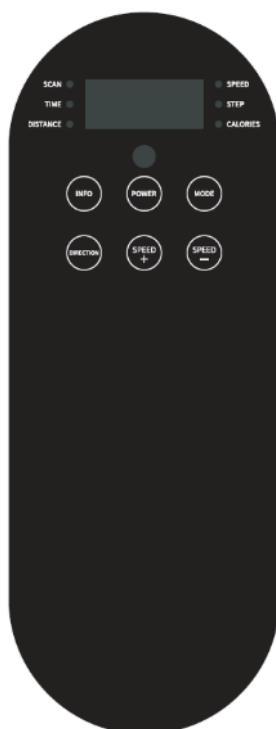 SCAN SPEED
TIME STEP
DISTANCE CALORIES
INFO POWER MODE
DIRECTION SPEED + SPEED −